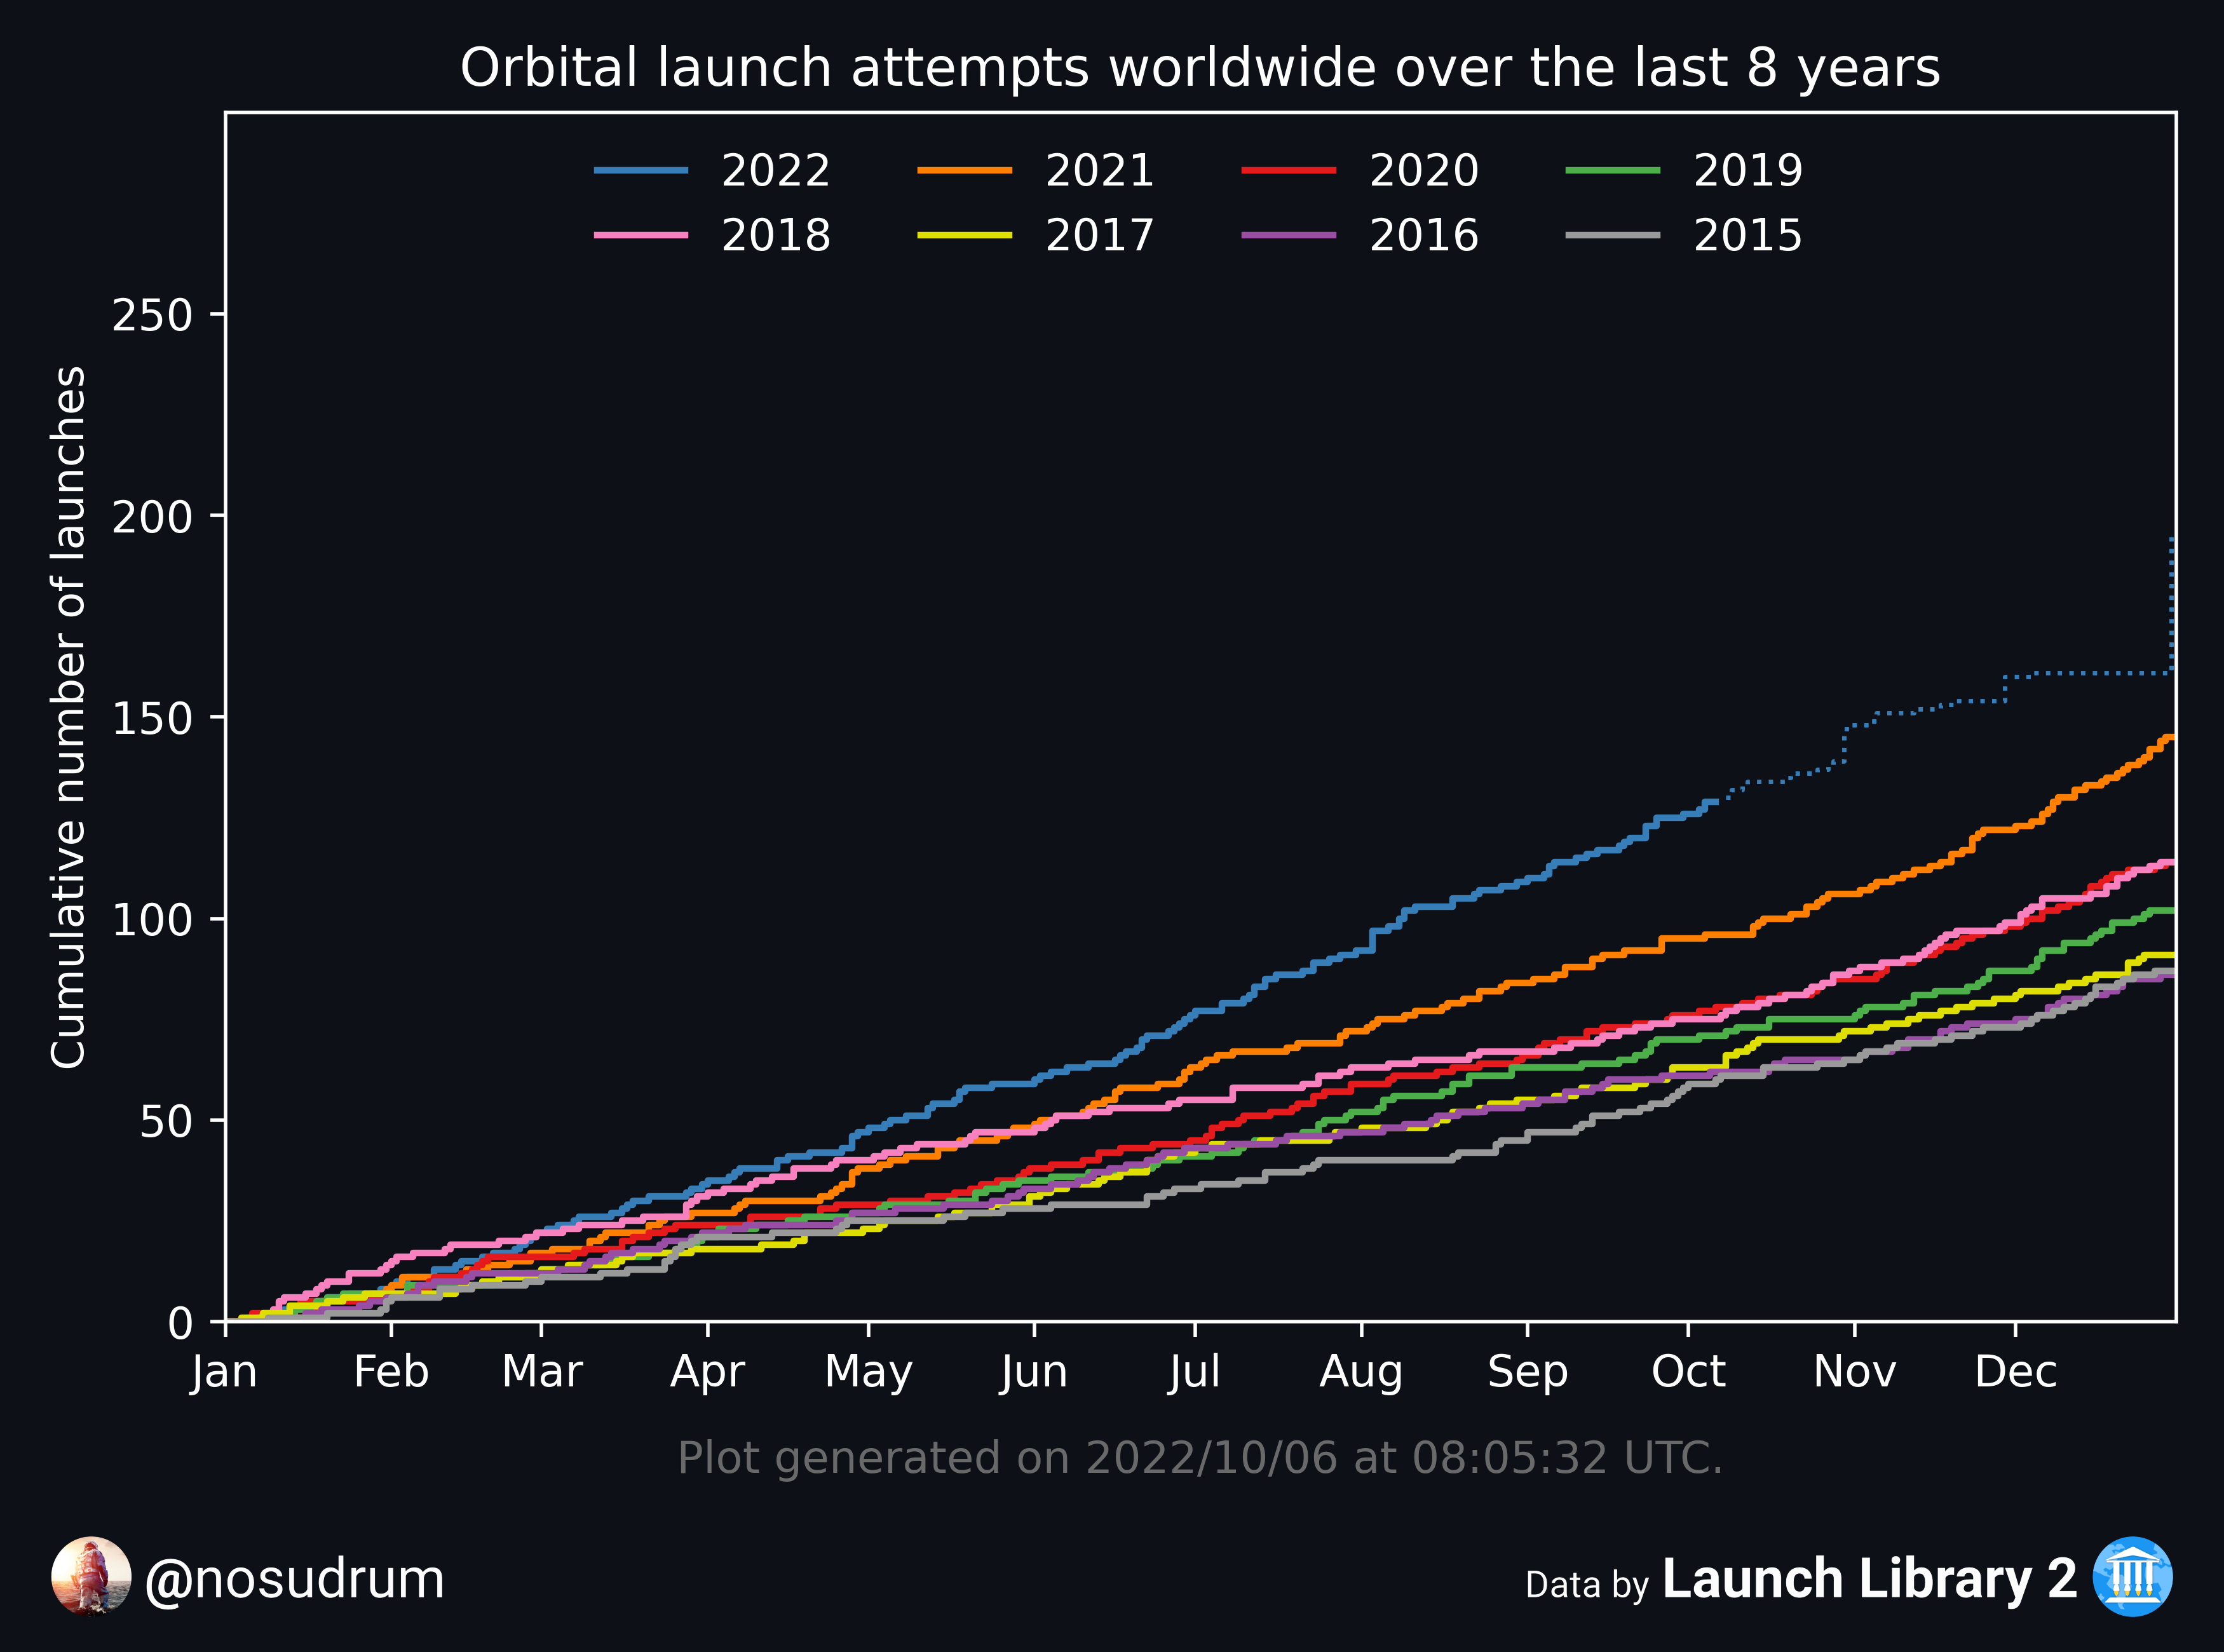 Orbital launch attempts worldwide over the last 8 years
2022 2021 2020 2019
2018 2017 2016 2015
Cumulative number of launches
250
200
150
100
50
0
Jan Feb Mar Apr May Jun Jul Aug Sep Oct Nov Dec
Plot generated on 2022/10/06 at 08:05:32 UTC.
@nosudrum
Data by Launch Library 2